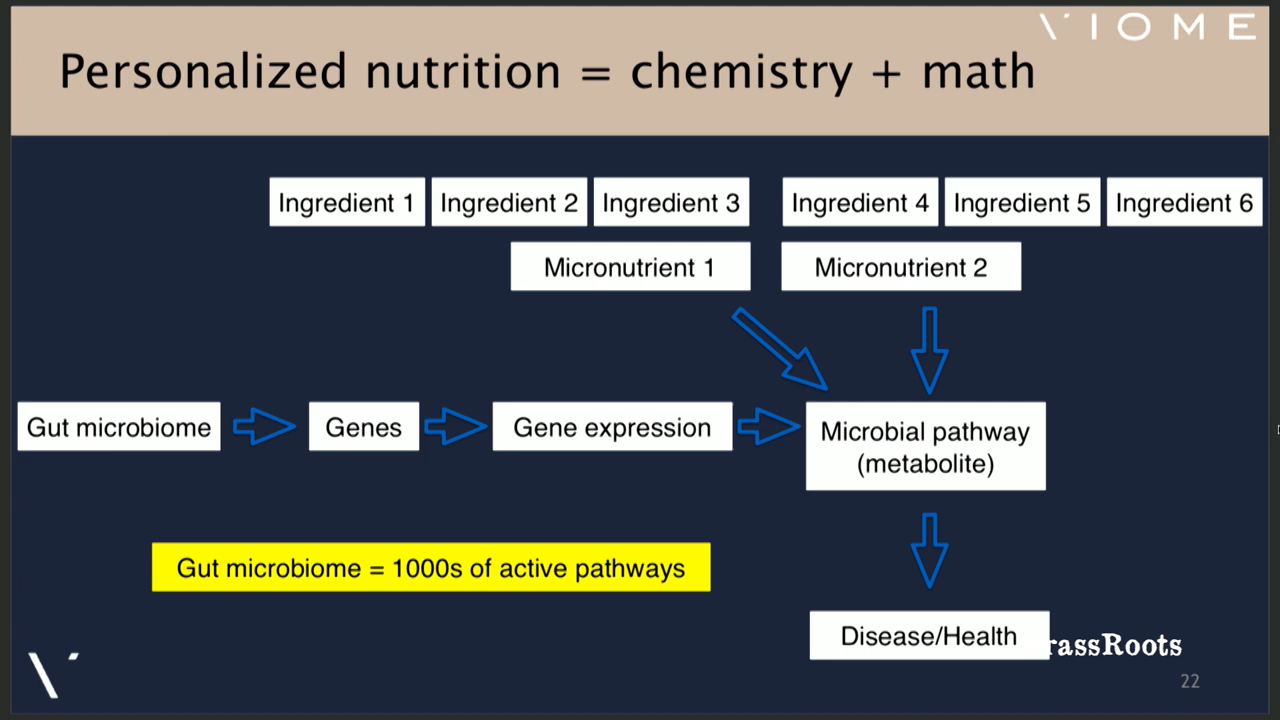 VIOME
Personalized nutrition = chemistry + math
Ingredient 1 Ingredient 2 Ingredient 3 Ingredient 4 Ingredient 5 Ingredient 6
Micronutrient 1 Micronutrient 2
Gut microbiome Genes Gene expression Microbial pathway
(metabolite)
Gut microbiome = 1000s of active pathways
Disease/Health rassRoots
22